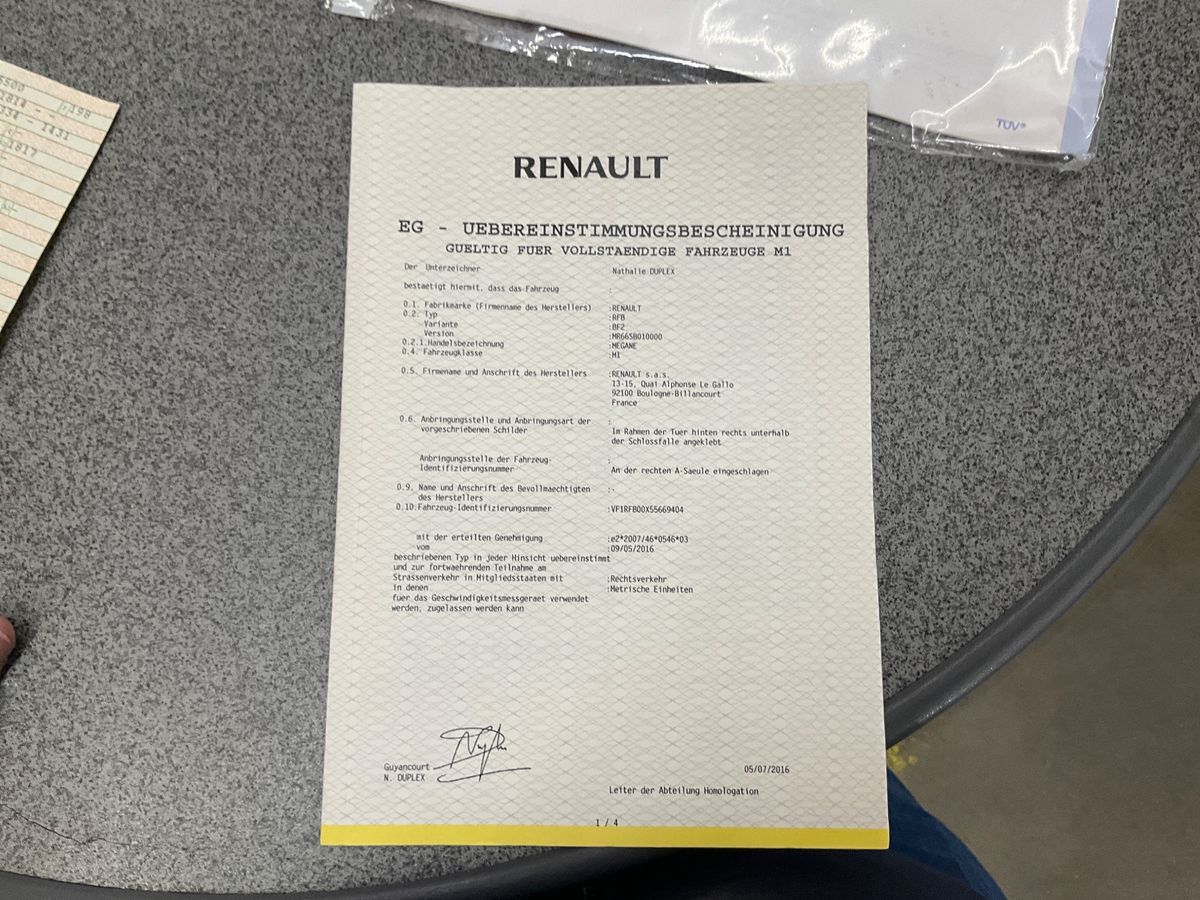 RENAULT
EG - UEBEREINSTIMMUNGSBESCHEINIGUNG
GUELTIG FUER VOLLSTAENDIGE FAHRZEUGE M1
Der Unterzeichner Nathalie DUPLEX
bestaetigt hiermit, dass das Fahrzeug :
0.1. Fabrikmarke (Firmenname des Herstellers) :RENAULT
0.2. Typ :RFB
Variante :BF2
Version :MR66SB010000
0.2.1.Handelsbezeichnung :MEGANE
0.4. Fahrzeugklasse :M1
0.5. Firmename und Anschrift des Herstellers :RENAULT s.a.s.
13-15, Quai Alphonse Le Gallo
92100 Boulogne-Billancourt
France
0.6. Anbringungsstelle und Anbringungsart der :
vorgeschriebenen Schilder Im Rahmen der Tuer hinten rechts unterhalb
der Schlossfalle angeklebt
Anbringungsstelle der Fahrzeug- :
Identifizierungsnummer An der rechten A-Saeule eingeschlagen
0.9. Name und Anschrift des Bevollmaechtigten :-
des Herstellers
0.10.Fahrzeug-Identifizierungsnummer :VF1RFB00X55669404
mit der erteilten Genehmigung :e2*2007/46*0546*03
vom :09/05/2016
beschriebenen Typ in jeder Hinsicht uebereinstimmt
und zur fortwaehrenden Teilnahme am
Strassenverkehr in Mitgliedsstaaten mit :Rechtsverkehr
in denen :Metrische Einheiten
fuer das Geschwindigkeitsmessgeraet verwendet
werden, zugelassen werden kann
Guyancourt
N. DUPLEX 05/07/2016
Leiter der Abteilung Homologation
1 / 4
TÜV®